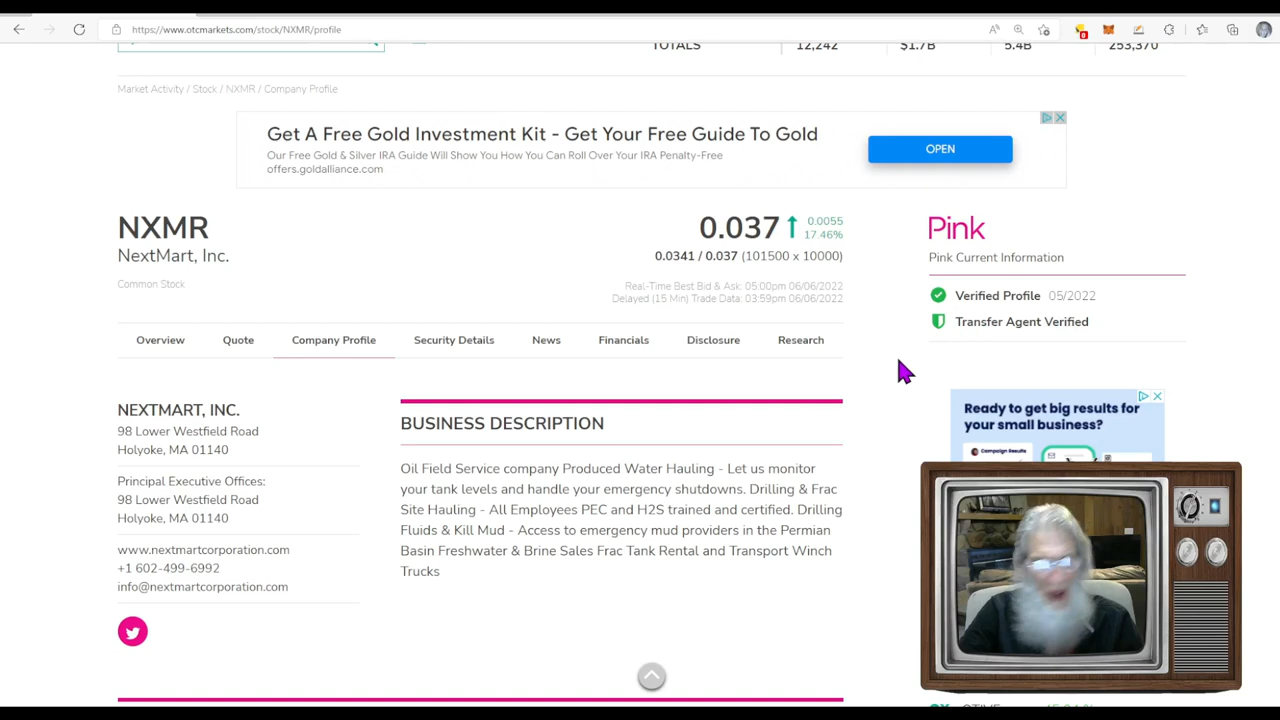 https://www.otcmarkets.com/stock/NXMR/profile
TOTALS 12,242 $1.7B 5.4B 253,370
Market Activity / Stock / NXMR / Company Profile
Get A Free Gold Investment Kit - Get Your Free Guide To Gold
Our Free Gold & Silver IRA Guide Will Show You How You Can Roll Over Your IRA Penalty-Free
offers.goldalliance.com
OPEN
NXMR
NextMart, Inc.
Common Stock
0.037 0.0055
17.46%
0.0341 / 0.037 (101500 x 10000)
Real-Time Best Bid & Ask: 05:00pm 06/06/2022
Delayed (15 Min) Trade Data: 03:59pm 06/06/2022
Pink
Pink Current Information
Verified Profile 05/2022
Transfer Agent Verified
Overview Quote Company Profile Security Details News Financials Disclosure Research
NEXTMART, INC.
98 Lower Westfield Road
Holyoke, MA 01140
Principal Executive Offices:
98 Lower Westfield Road
Holyoke, MA 01140
www.nextmartcorporation.com
+1 602-499-6992
info@nextmartcorporation.com
BUSINESS DESCRIPTION
Oil Field Service company Produced Water Hauling - Let us monitor
your tank levels and handle your emergency shutdowns. Drilling & Frac
Site Hauling - All Employees PEC and H2S trained and certified. Drilling
Fluids & Kill Mud - Access to emergency mud providers in the Permian
Basin Freshwater & Brine Sales Frac Tank Rental and Transport Winch
Trucks
Ready to get big results for
your small business?
Campaign Results